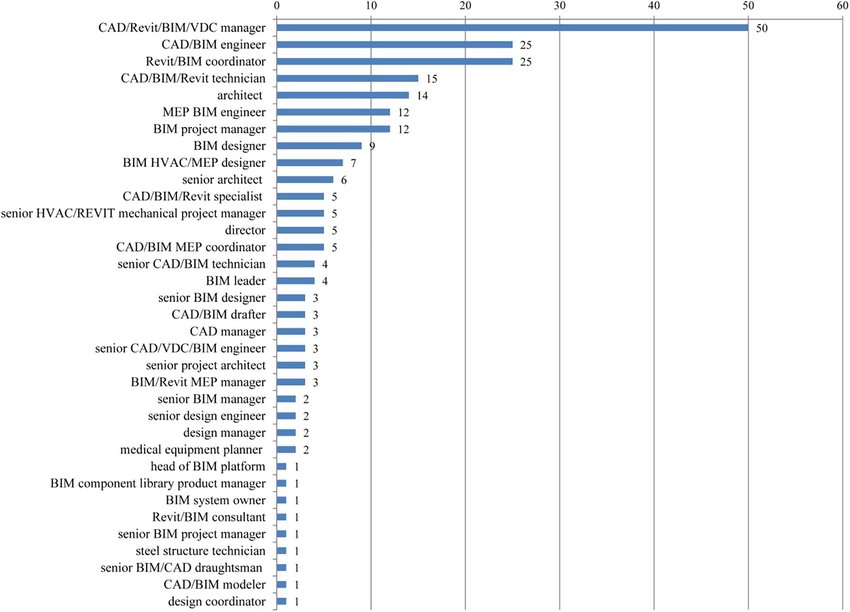 0 10 20 30 40 50 60
CAD/Revit/BIM/VDC manager 50
CAD/BIM engineer 25
Revit/BIM coordinator 25
CAD/BIM/Revit technician 15
architect 14
MEP BIM engineer 12
BIM project manager 12
BIM designer 9
BIM HVAC/MEP designer 7
senior architect 6
CAD/BIM/Revit specialist 5
senior HVAC/REVIT mechanical project manager 5
director 5
CAD/BIM MEP coordinator 5
senior CAD/BIM technician 4
BIM leader 4
senior BIM designer 3
CAD/BIM drafter 3
CAD manager 3
senior CAD/VDC/BIM engineer 3
senior project architect 3
BIM/Revit MEP manager 3
senior BIM manager 2
senior design engineer 2
design manager 2
medical equipment planner 2
head of BIM platform 1
BIM component library product manager 1
BIM system owner 1
Revit/BIM consultant 1
senior BIM project manager 1
steel structure technician 1
senior BIM/CAD draughtsman 1
CAD/BIM modeler 1
design coordinator 1